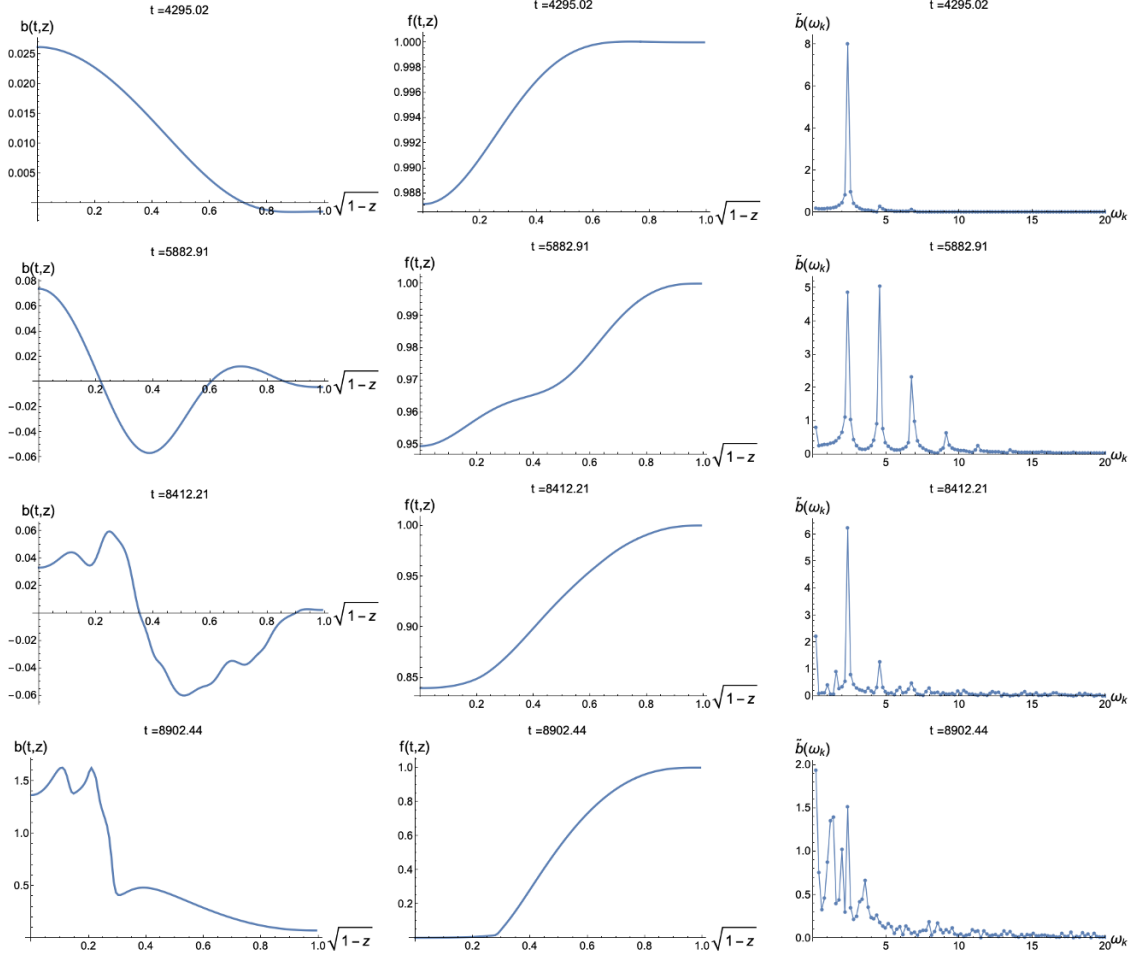 t =4295.02
b(t,z)
0.025
0.020
0.015
0.010
0.005
0.2 0.4 0.6 0.8 1.0
√1-z
t =4295.02
f(t,z)
1.000
0.998
0.996
0.994
0.992
0.990
0.988
0.2 0.4 0.6 0.8 1.0
√1-z
t =4295.02
b̃(ωk)
8
6
4
2
0
5 10 15 20
ωk
t =5882.91
b(t,z)
0.08
0.06
0.04
0.02
0
-0.02
-0.04
-0.06
0.2 0.4 0.6 0.8 1.0
√1-z
t =5882.91
f(t,z)
1.00
0.99
0.98
0.97
0.96
0.95
0.2 0.4 0.6 0.8 1.0
√1-z
t =5882.91
b̃(ωk)
5
4
3
2
1
0
5 10 15 20
ωk
t =8412.21
b(t,z)
0.06
0.04
0.02
0.00
-0.02
-0.04
-0.06
0.2 0.4 0.6 0.8 1.0
√1-z
t =8412.21
f(t,z)
1.00
0.95
0.90
0.85
0.2 0.4 0.6 0.8 1.0
√1-z
t =8412.21
b̃(ωk)
6
5
4
3
2
1
0
5 10 15 20
ωk
t =8902.44
b(t,z)
1.5
1.0
0.5
0.2 0.4 0.6 0.8 1.0
√1-z
t =8902.44
f(t,z)
1.0
0.8
0.6
0.4
0.2
0.2 0.4 0.6 0.8 1.0
√1-z
t =8902.44
b̃(ωk)
2.0
1.5
1.0
0.5
0.0
5 10 15 20
ωk